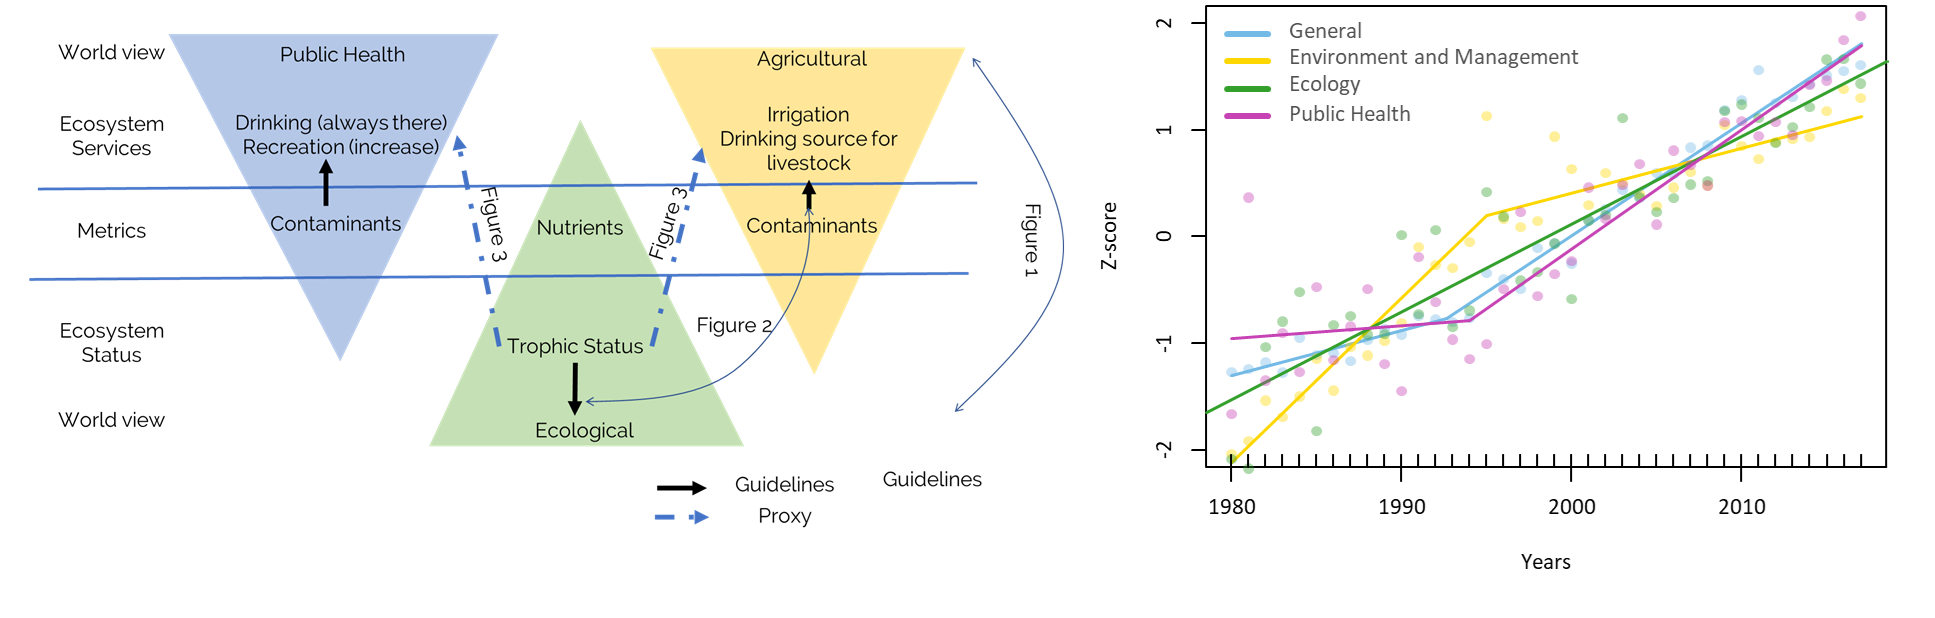 World view
Public Health
Agricultural
Ecosystem
Services
Drinking (always there)
Recreation (increase)
Irrigation
Drinking source for
livestock
Metrics
Contaminants
Figure 3
Nutrients
Figure 3
Contaminants
Figure 1
Ecosystem
Status
Trophic Status
Figure 2
World view
Ecological
Guidelines
Proxy
Guidelines
General
Environment and Management
Ecology
Public Health
Z-score
2
1
0
-1
-2
1980
1990
2000
2010
Years